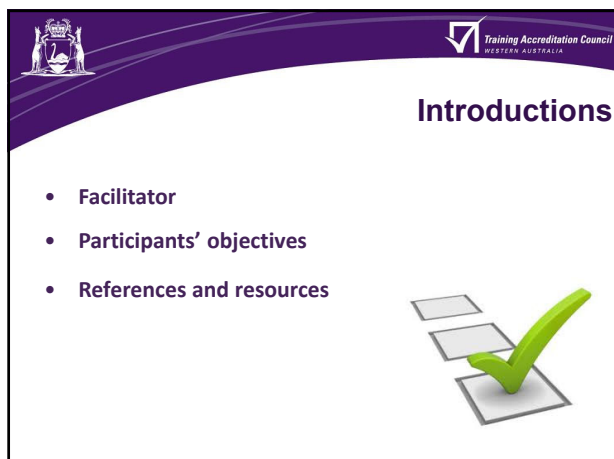 Training Accreditation Council
WESTERN AUSTRALIA
Introductions
• Facilitator
• Participants’ objectives
• References and resources